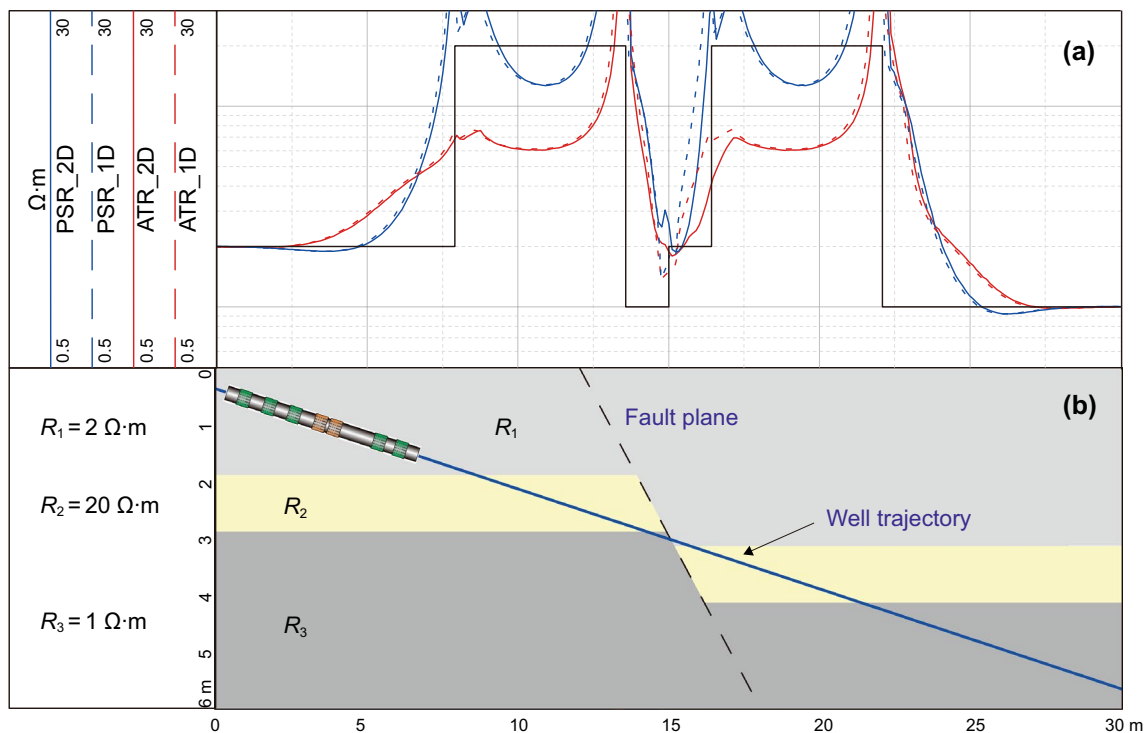 30 30 30 30
Ω·m
PSR_2D
PSR_1D
ATR_2D
ATR_1D
0.5 0.5 0.5 0.5
(a)
(b)
R₁ = 2 Ω·m
R₂ = 20 Ω·m
R₃ = 1 Ω·m
0
1
2
3
4
5
6 m
R₁
Fault plane
R₂
Well trajectory
R₃
0 5 10 15 20 25 30 m